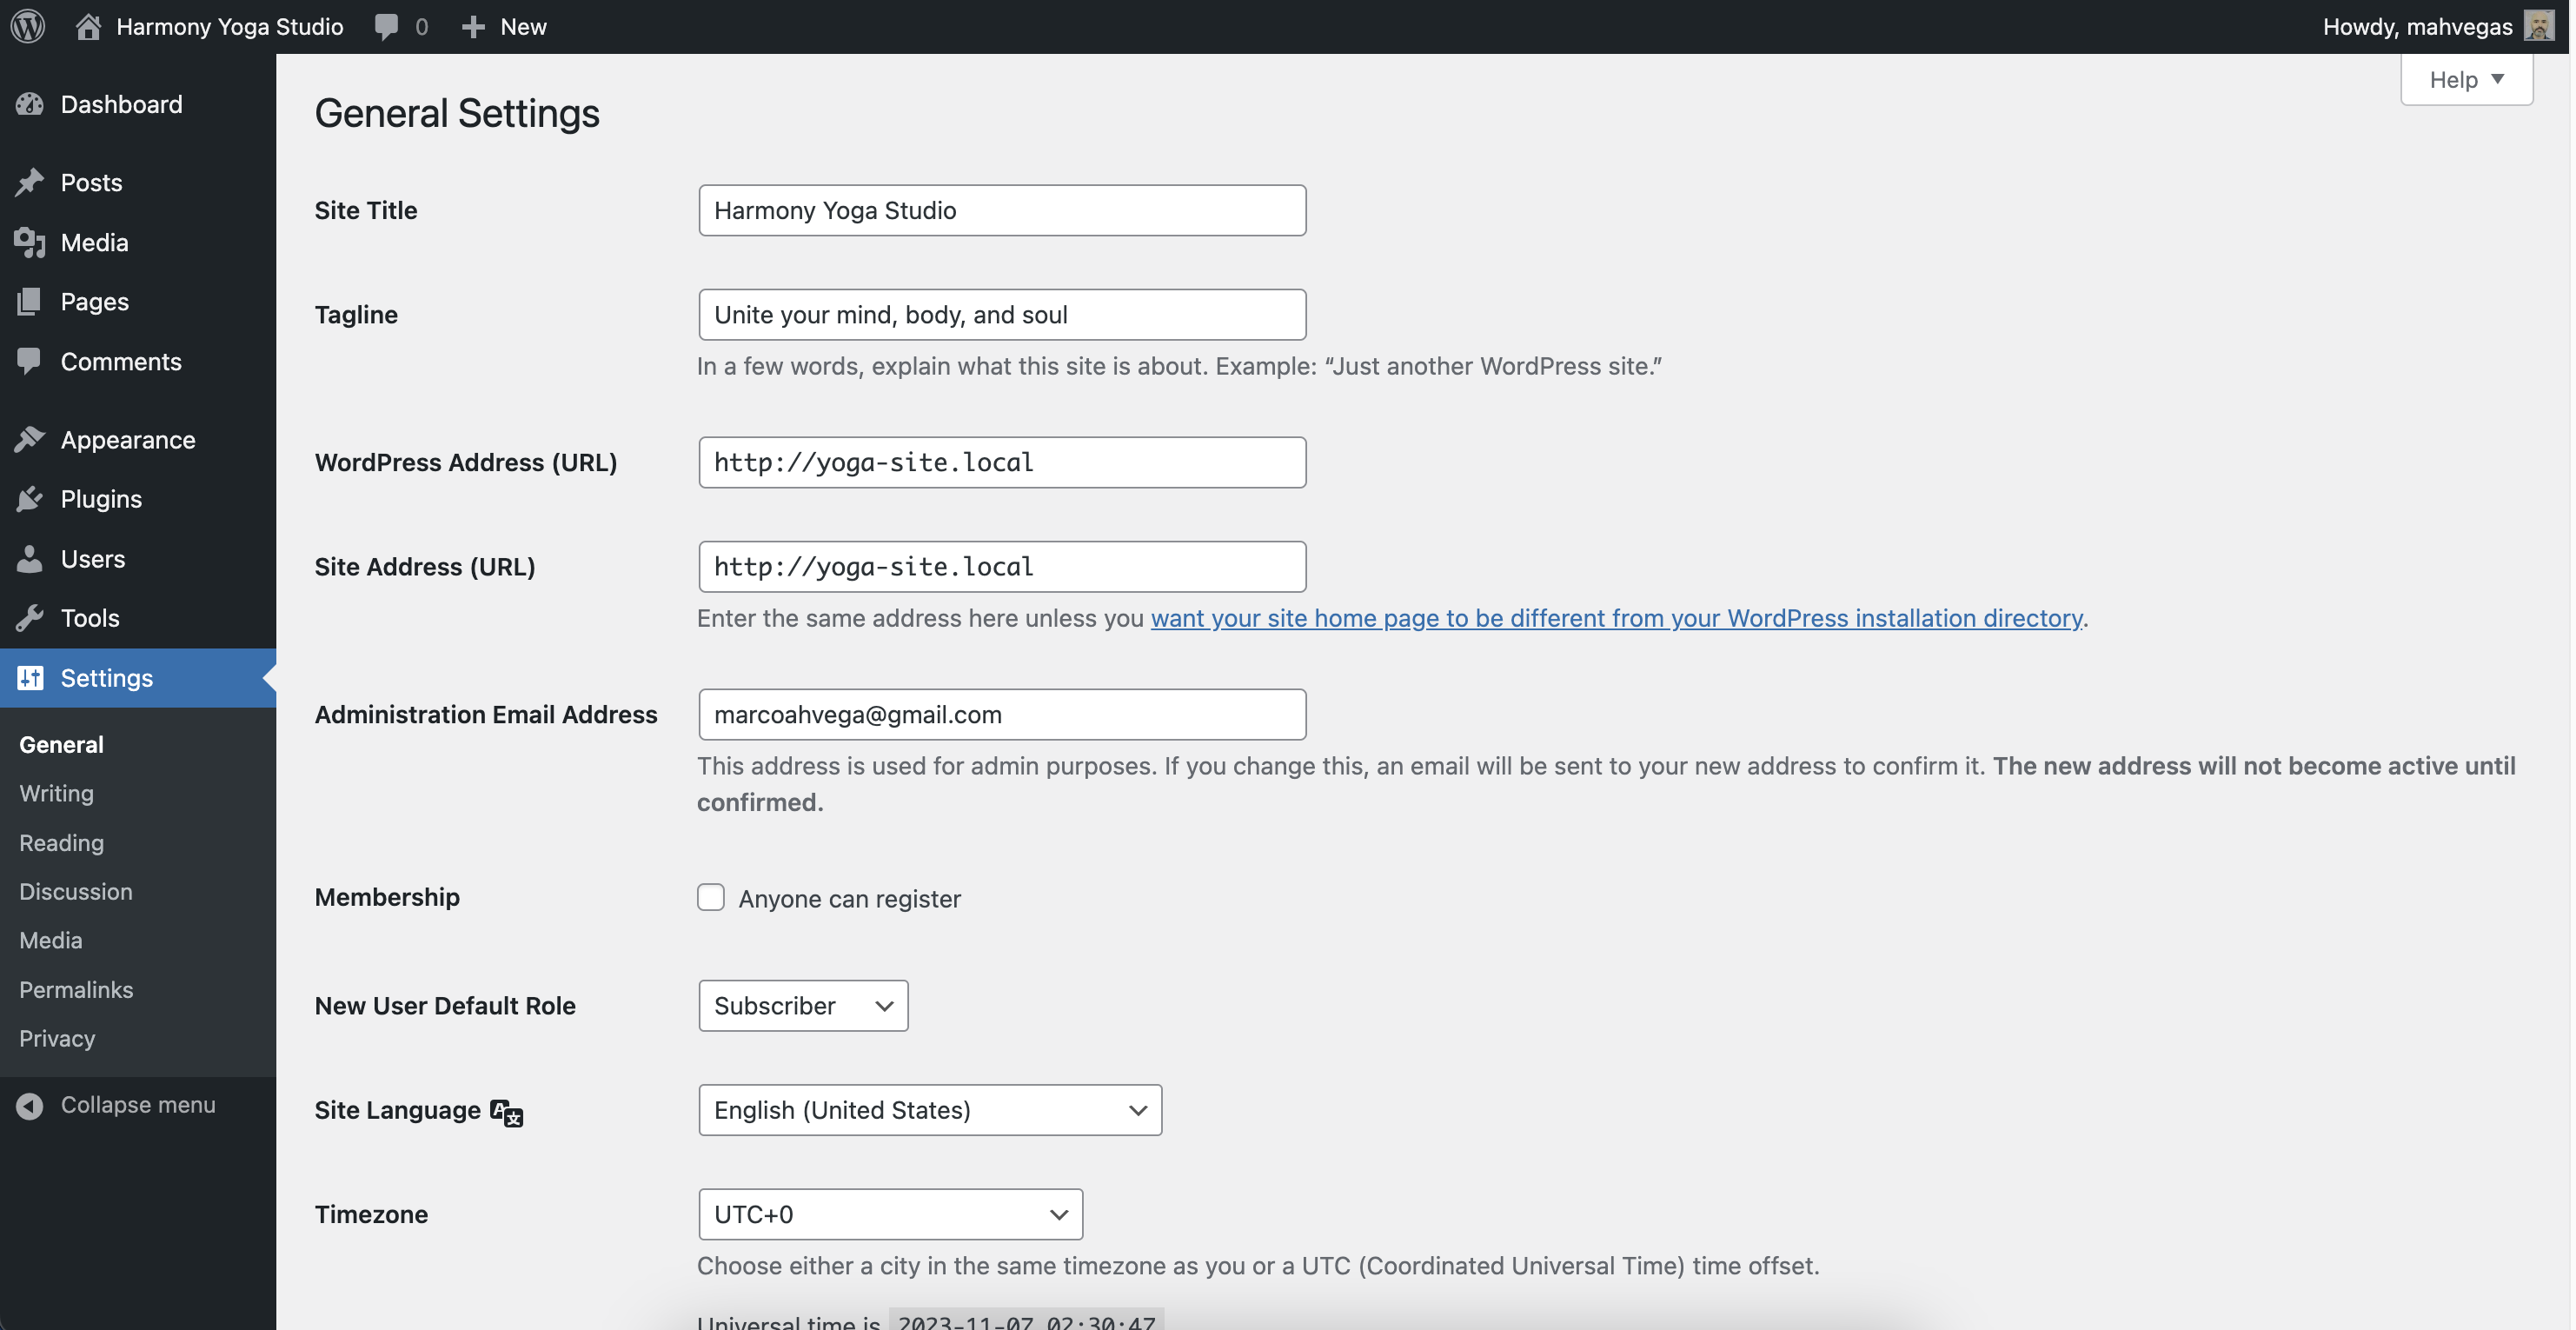 Harmony Yoga Studio 0 New Howdy, mahvegas
Help
Dashboard
Posts
Media
Pages
Comments
Appearance
Plugins
Users
Tools
Settings
General
Writing
Reading
Discussion
Media
Permalinks
Privacy
Collapse menu
General Settings
Site Title Harmony Yoga Studio
Tagline Unite your mind, body, and soul
In a few words, explain what this site is about. Example: “Just another WordPress site.”
WordPress Address (URL) http://yoga-site.local
Site Address (URL) http://yoga-site.local
Enter the same address here unless you want your site home page to be different from your WordPress installation directory.
Administration Email Address marcoahvega@gmail.com
This address is used for admin purposes. If you change this, an email will be sent to your new address to confirm it. The new address will not become active until
confirmed.
Membership Anyone can register
New User Default Role Subscriber
Site Language English (United States)
Timezone UTC+0
Choose either a city in the same timezone as you or a UTC (Coordinated Universal Time) time offset.
Universal time is 2023-11-07 02:30:47